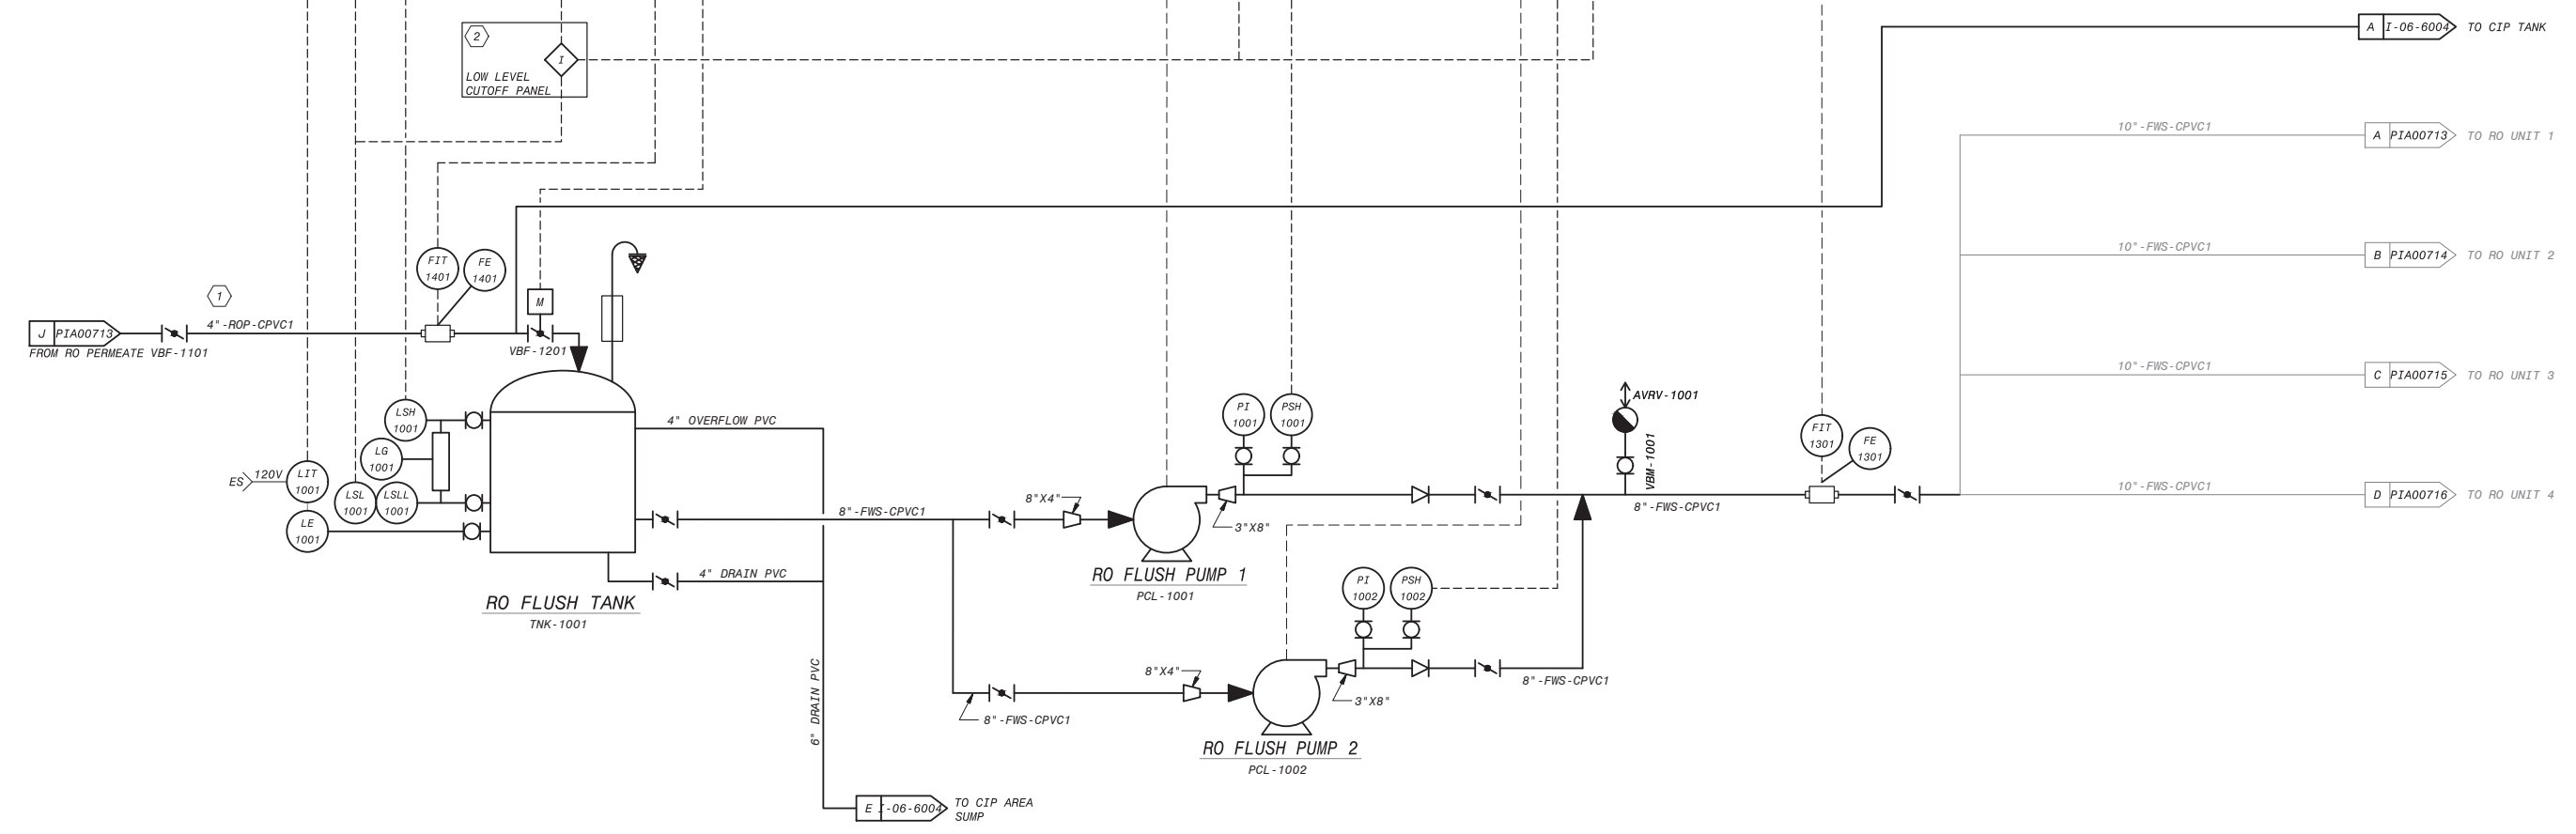 2
I
LOW LEVEL
CUTOFF PANEL
A I-06-6004 TO CIP TANK
10"-FWS-CPVC1
A PIA00713 TO RO UNIT 1
10"-FWS-CPVC1
B PIA00714 TO RO UNIT 2
FIT
1401
FE
1401
1
M
4"-ROP-CPVC1
J PIA00713
FROM RO PERMEATE VBF-1101
VBF-1201
10"-FWS-CPVC1
C PIA00715 TO RO UNIT 3
AVRV-1001
VBM-1001
LSH
1001
4" OVERFLOW PVC
PI
1001
PSH
1001
FIT
1301
FE
1301
LG
1001
ES 120V
LIT
1001
LSL
1001
LSLL
1001
LE
1001
8"X4"
8"-FWS-CPVC1
3"X8"
8"-FWS-CPVC1
10"-FWS-CPVC1
D PIA00716 TO RO UNIT 4
4" DRAIN PVC
RO FLUSH PUMP 1
PCL-1001
PI
1002
PSH
1002
RO FLUSH TANK
TNK-1001
6" DRAIN PVC
8"X4"
8"-FWS-CPVC1
3"X8"
8"-FWS-CPVC1
RO FLUSH PUMP 2
PCL-1002
E I-06-6004 TO CIP AREA
SUMP